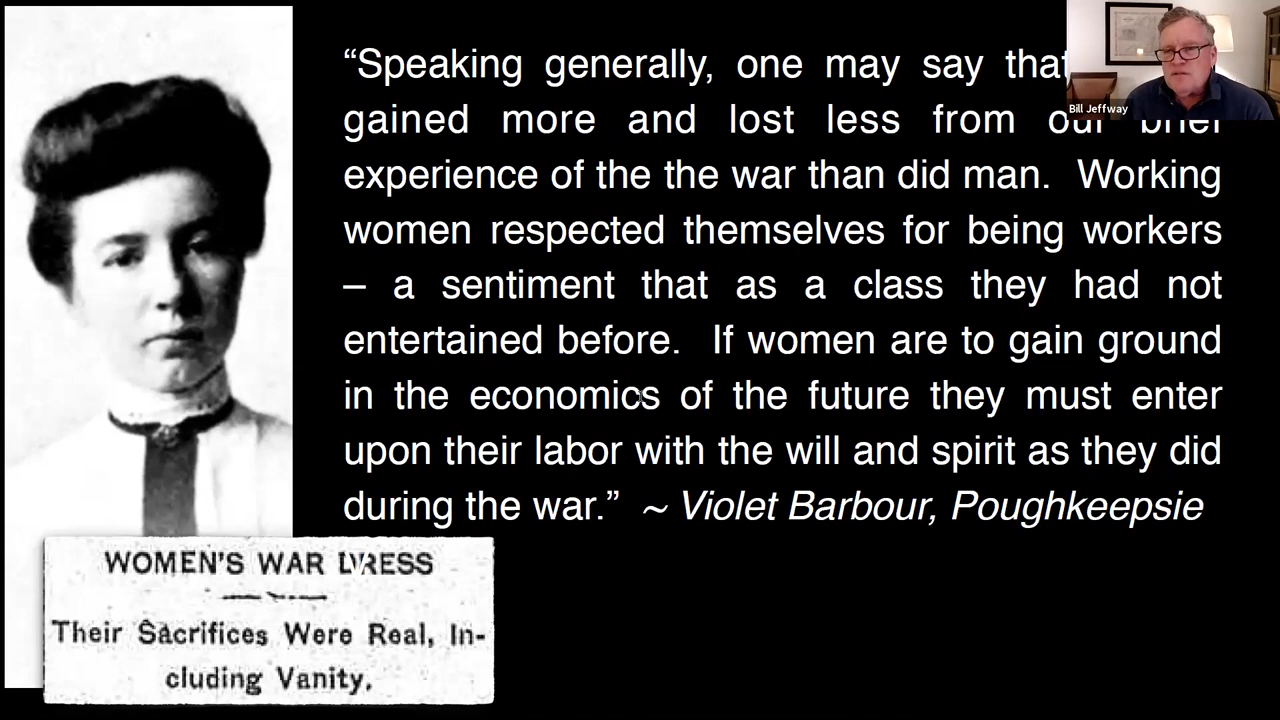 “Speaking generally, one may say that
gained more and lost less from our brief
experience of the the war than did man.  Working
women respected themselves for being workers
– a sentiment that as a class they had not
entertained before.  If women are to gain ground
in the economics of the future they must enter
upon their labor with the will and spirit as they did
during the war.”  ~ Violet Barbour, Poughkeepsie
Bill Jeffway
WOMEN'S WAR DRESS
Their Sacrifices Were Real, In-
cluding Vanity.